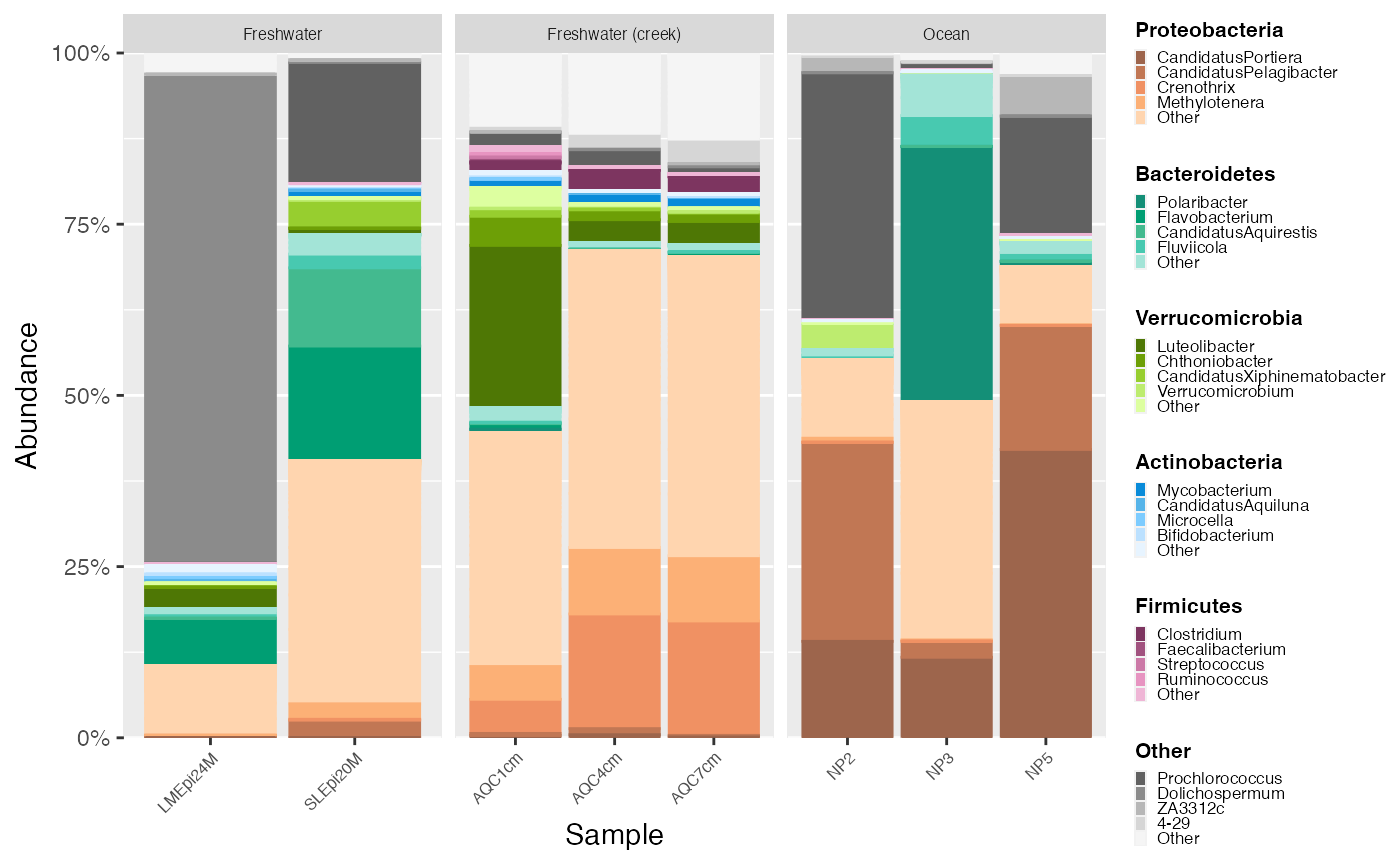 Freshwater
Freshwater (creek)
Ocean
Abundance
100%
75%
50%
25%
0%
LMEpi24M
SLEpi20M
AQC1cm
AQC4cm
AQC7cm
NP2
NP3
NP5
Sample
Proteobacteria
CandidatusPortiera
CandidatusPelagibacter
Crenothrix
Methylotenera
Other
Bacteroidetes
Polaribacter
Flavobacterium
CandidatusAquirestis
Fluviicola
Other
Verrucomicrobia
Luteolibacter
Chthoniobacter
CandidatusXiphinematobacter
Verrucomicrobium
Other
Actinobacteria
Mycobacterium
CandidatusAquiluna
Microcella
Bifidobacterium
Other
Firmicutes
Clostridium
Faecalibacterium
Streptococcus
Ruminococcus
Other
Other
Prochlorococcus
Dolichospermum
ZA3312c
4-29
Other